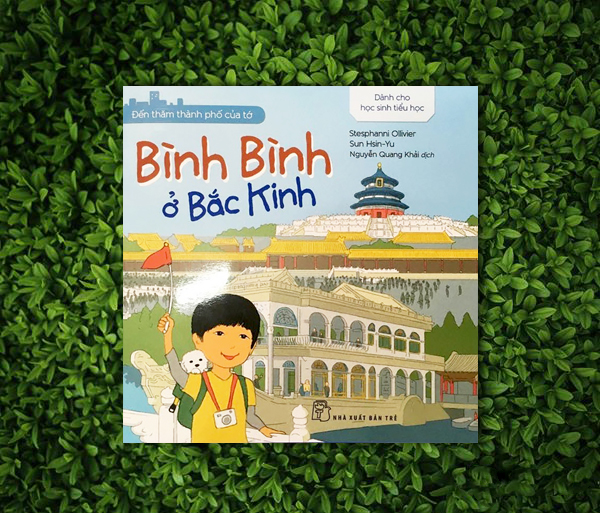 Đến thăm thành phố của tớ
Dành cho
học sinh tiểu học
Bình Bình
ở Bắc Kinh
Stesphanni Ollivier
Sun Hsin-Yu
Nguyễn Quang Khải dịch
NHÀ XUẤT BẢN TRẺ